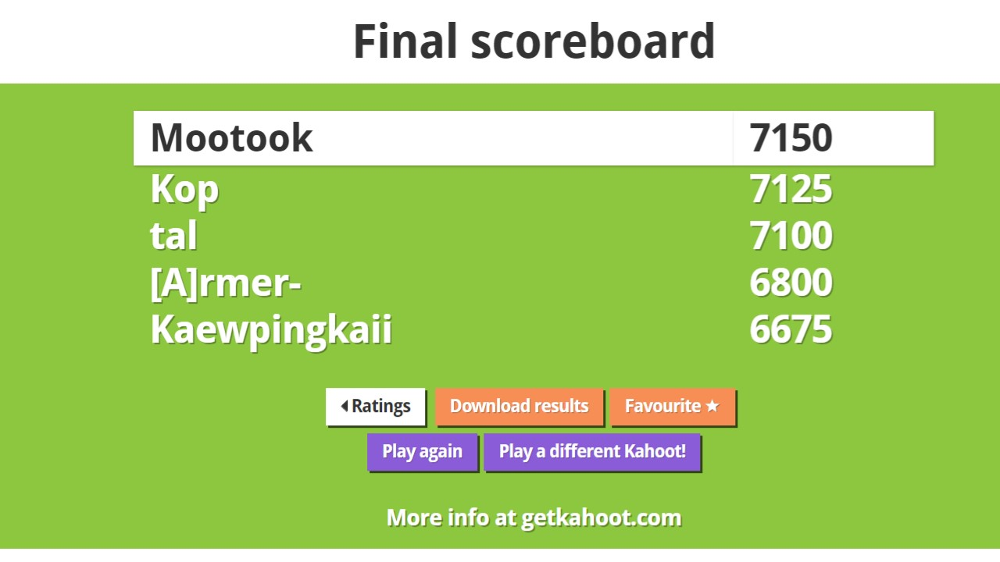 Final scoreboard
Mootook 7150
Kop 7125
tal 7100
[A]rmer- 6800
Kaewpingkaii 6675
Ratings Download results Favourite ★
Play again Play a different Kahoot!
More info at getkahoot.com